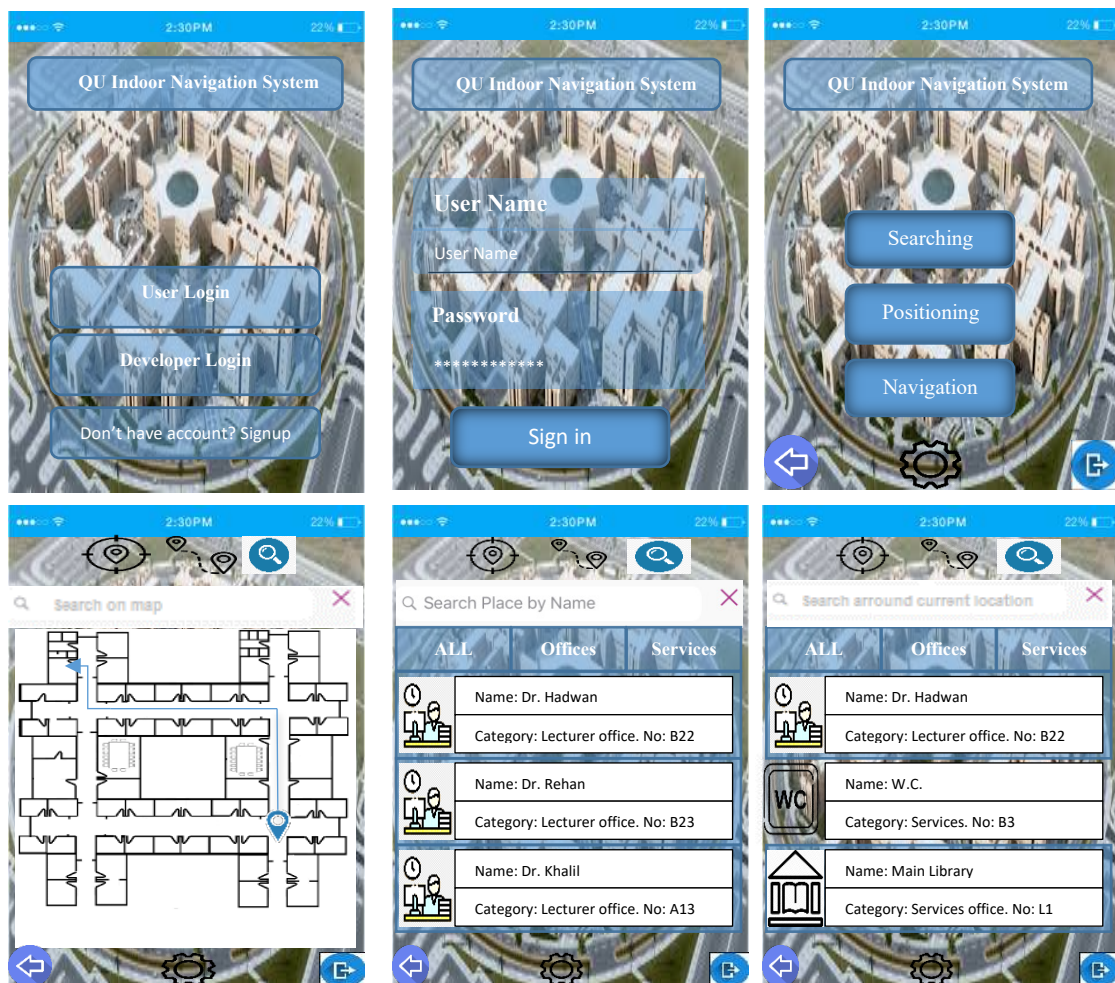 2:30PM 22%
QU Indoor Navigation System
User Login
Developer Login
Don't have account? Signup
2:30PM 22%
QU Indoor Navigation System
User Name
User Name
Password
************
Sign in
2:30PM 22%
QU Indoor Navigation System
Searching
Positioning
Navigation
2:30PM 22%
Search on map
2:30PM 22%
Search Place by Name
ALL Offices Services
Name: Dr. Hadwan
Category: Lecturer office. No: B22
Name: Dr. Rehan
Category: Lecturer office. No: B23
Name: Dr. Khalil
Category: Lecturer office. No: A13
2:30PM 22%
Search arround current location
ALL Offices Services
Name: Dr. Hadwan
Category: Lecturer office. No: B22
WC
Name: W.C.
Category: Services. No: B3
Name: Main Library
Category: Services office. No: L1